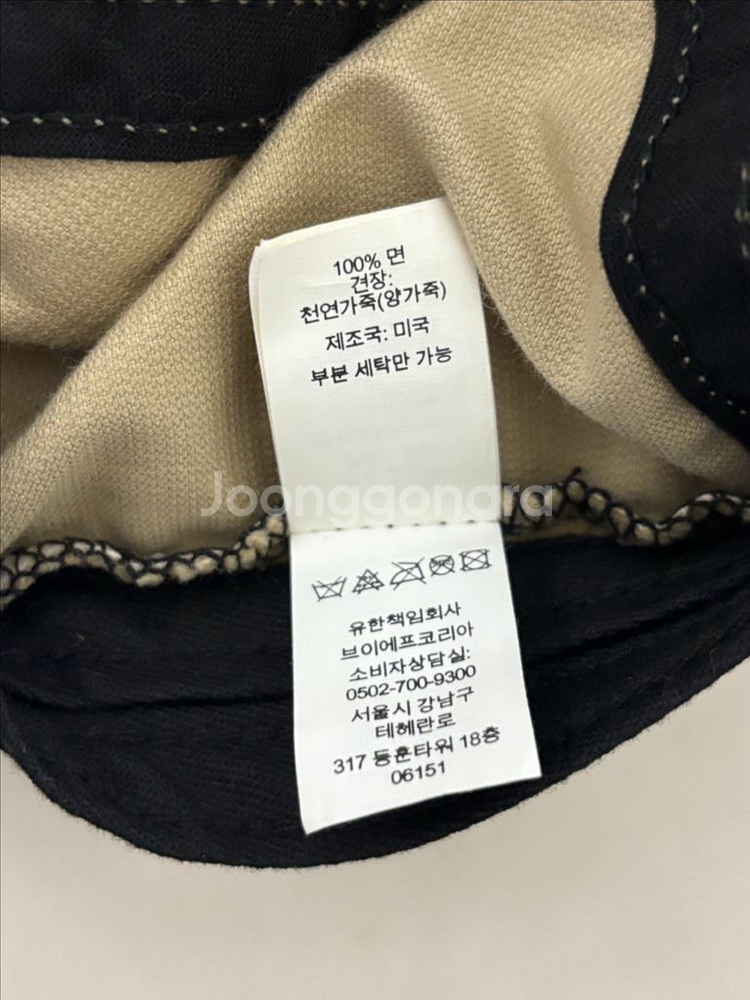 100% 면
견장:
천연가죽(양가죽)
제조국: 미국
부분 세탁만 가능
Joonggonara
유한책임회사
브이에프코리아
소비자상담실:
0502-700-9300
서울시 강남구
테헤란로
317 동훈타워 18층
06151